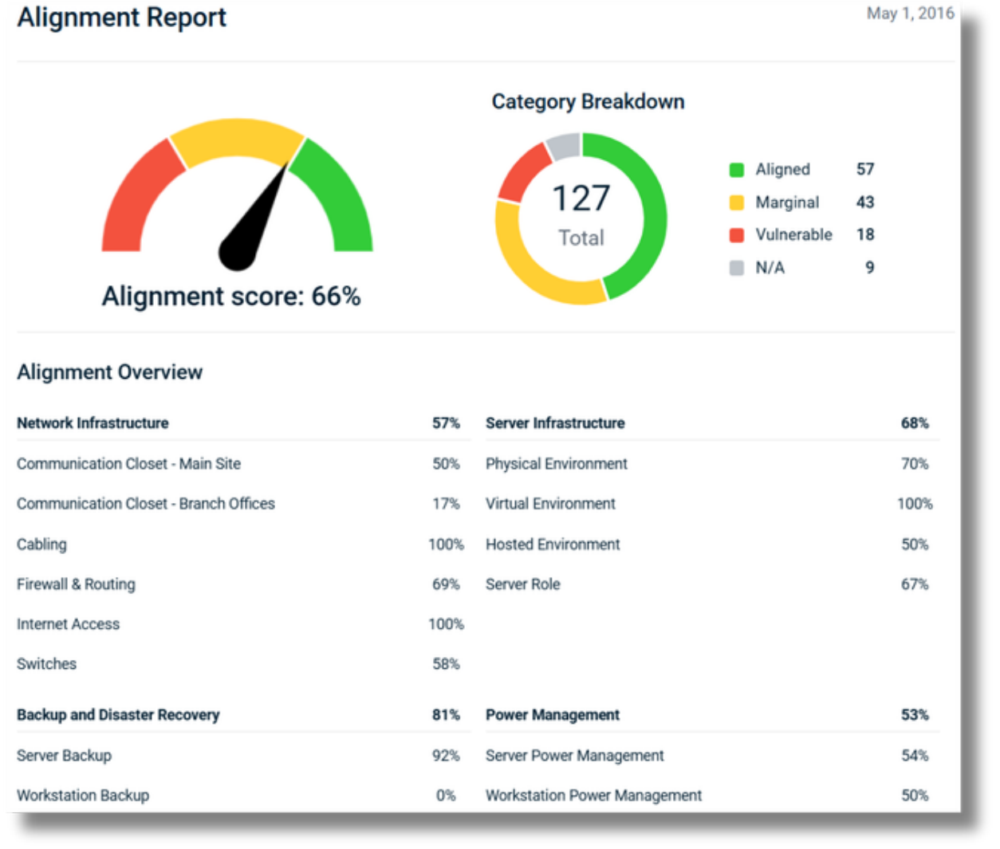 Alignment Report
May 1, 2016
Alignment score: 66%
Category Breakdown
127
Total
Aligned 57
Marginal 43
Vulnerable 18
N/A 9
Alignment Overview
Network Infrastructure 57%
Communication Closet - Main Site 50%
Communication Closet - Branch Offices 17%
Cabling 100%
Firewall & Routing 69%
Internet Access 100%
Switches 58%
Server Infrastructure 68%
Physical Environment 70%
Virtual Environment 100%
Hosted Environment 50%
Server Role 67%
Backup and Disaster Recovery 81%
Server Backup 92%
Workstation Backup 0%
Power Management 53%
Server Power Management 54%
Workstation Power Management 50%